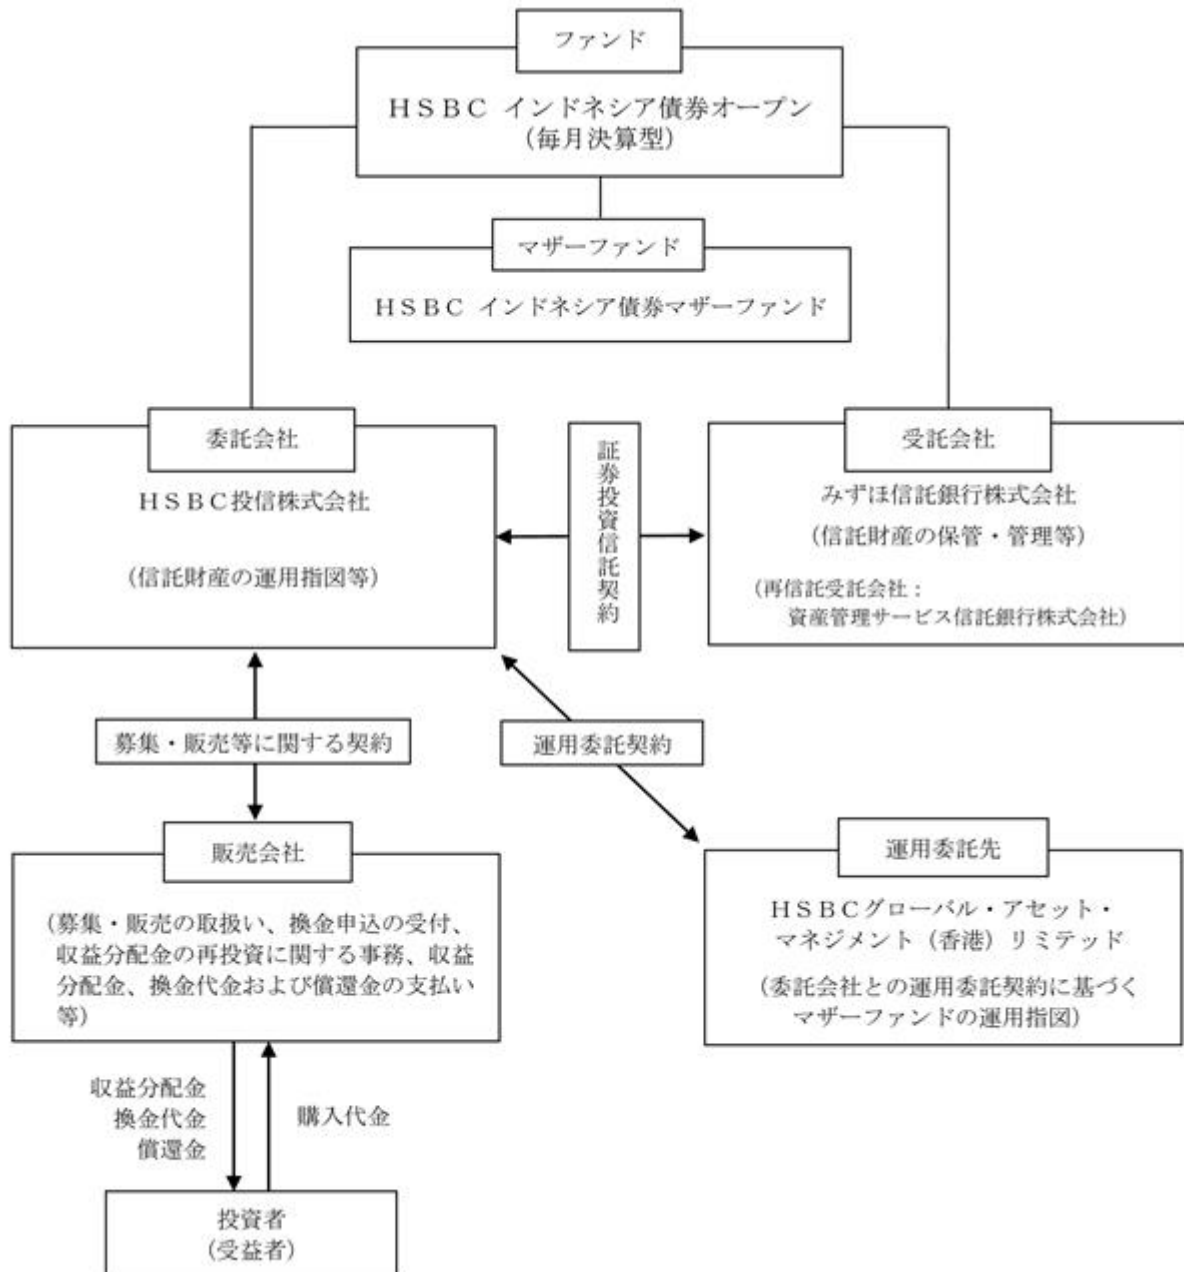 ファンド
ＨＳＢＣ インドネシア債券オープン
（毎月決算型）
マザーファンド
ＨＳＢＣ インドネシア債券マザーファンド
委託会社
ＨＳＢＣ投信株式会社
（信託財産の運用指図等）
証券投資信託契約
受託会社
みずほ信託銀行株式会社
（信託財産の保管・管理等）
（再信託受託会社：
資産管理サービス信託銀行株式会社）
募集・販売等に関する契約
運用委託契約
販売会社
（募集・販売の取扱い、換金申込の受付、
収益分配金の再投資に関する事務、収益
分配金、換金代金および償還金の支払い
等）
運用委託先
ＨＳＢＣグローバル・アセット・
マネジメント（香港）リミテッド
（委託会社との運用委託契約に基づく
マザーファンドの運用指図）
収益分配金
換金代金
償還金
購入代金
投資者
（受益者）